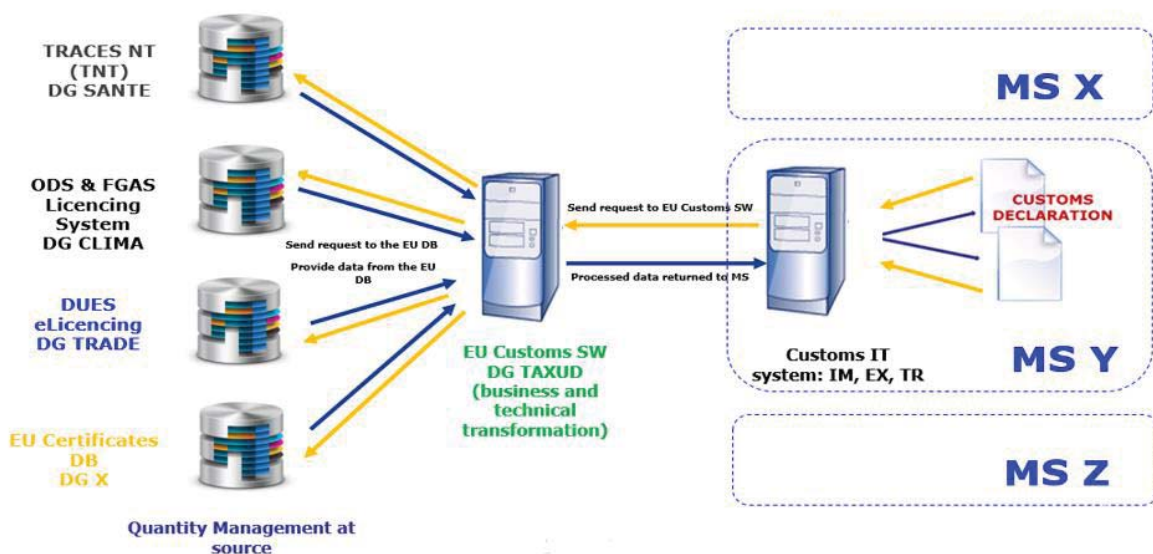 TRACES NT
(TNT)
DG SANTE
ODS & FGAS
Licencing
System
DG CLIMA
DUES
eLicencing
DG TRADE
EU Certificates
DB
DG X
Quantity Management at
source
Send request to the EU DB
Provide data from the EU
DB
EU Customs SW
DG TAXUD
(business and
technical
transformation)
Send request to EU Customs SW
Processed data returned to MS
MS X
CUSTOMS
DECLARATION
Customs IT
system: IM, EX, TR
MS Y
MS Z